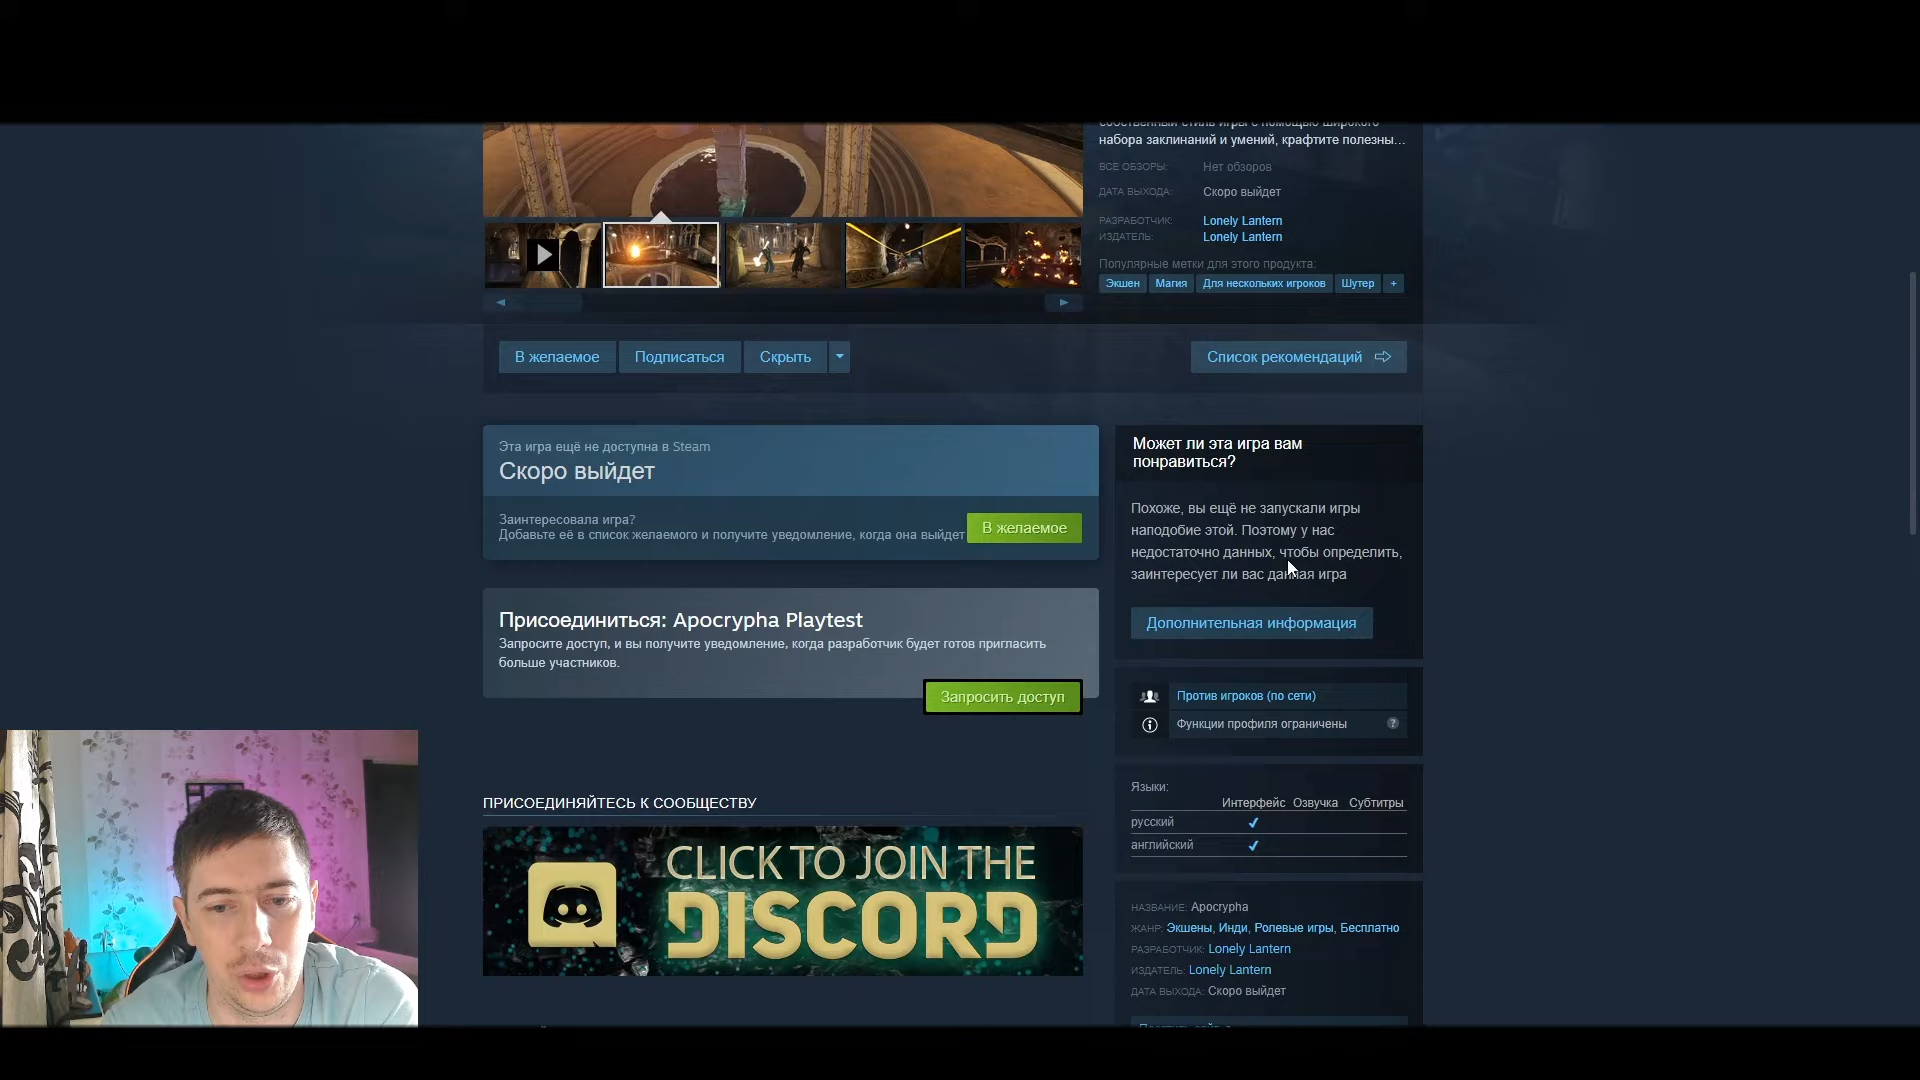 собственный стиль игры с помощью широкого
набора заклинаний и умений, крафтите полезны...
ВСЕ ОБЗОРЫ: Нет обзоров
ДАТА ВЫХОДА: Скоро выйдет
РАЗРАБОТЧИК: Lonely Lantern
ИЗДАТЕЛЬ: Lonely Lantern
Популярные метки для этого продукта:
Экшен Магия Для нескольких игроков Шутер +
В желаемое Подписаться Скрыть
Список рекомендаций
Эта игра ещё не доступна в Steam
Скоро выйдет
Заинтересовала игра?
Добавьте её в список желаемого и получите уведомление, когда она выйдет
В желаемое
Присоединиться: Apocrypha Playtest
Запросите доступ, и вы получите уведомление, когда разработчик будет готов пригласить
больше участников.
Запросить доступ
ПРИСОЕДИНЯЙТЕСЬ К СООБЩЕСТВУ
CLICK TO JOIN THE
DISCORD
Может ли эта игра вам
понравиться?
Похоже, вы ещё не запускали игры
наподобие этой. Поэтому у нас
недостаточно данных, чтобы определить,
заинтересует ли вас данная игра
Дополнительная информация
Против игроков (по сети)
Функции профиля ограничены ?
Языки:
Интерфейс Озвучка Субтитры
русский ✔
английский ✔
НАЗВАНИЕ: Apocrypha
ЖАНР: Экшены, Инди, Ролевые игры, Бесплатно
РАЗРАБОТЧИК: Lonely Lantern
ИЗДАТЕЛЬ: Lonely Lantern
ДАТА ВЫХОДА: Скоро выйдет